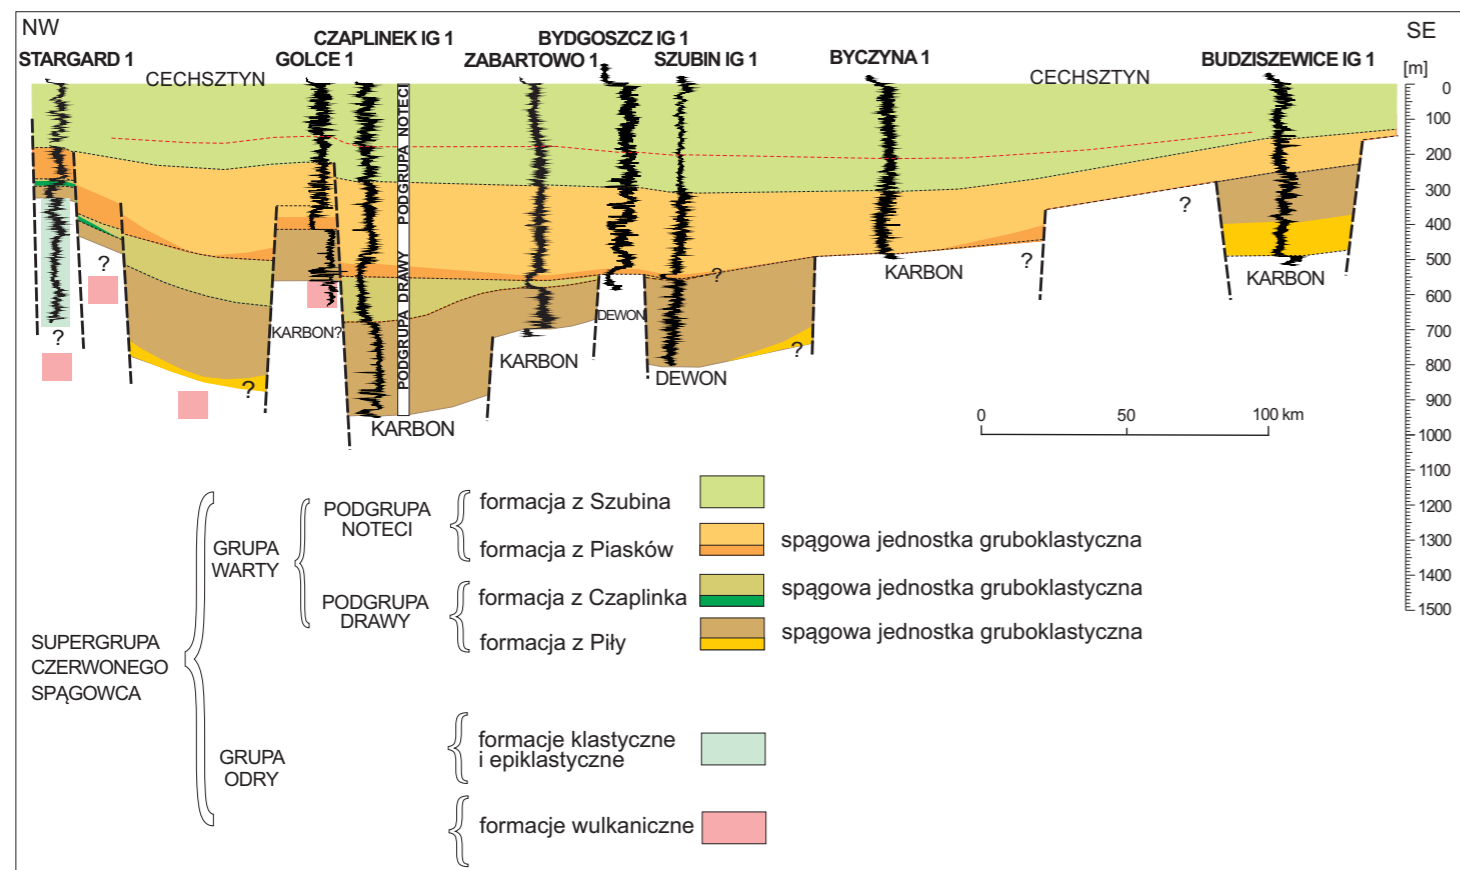 NW
SE
CZAPLINEK IG 1
BYDGOSZCZ IG 1
STARGARD 1
GOLCE 1
ZABARTOWO 1
SZUBIN IG 1
BYCZYNA 1
BUDZISZEWICE IG 1
[m]
CECHSZTYN
CECHSZTYN
0
100
200
300
400
500
600
700
800
900
1000
1100
1200
1300
1400
1500
PODGRUPA NOTECI
PODGRUPA DRAWY
PODGRUPA DRAWY
?
?
?
?
?
?
?
?
KARBON?
KARBON
KARBON
DEWON
DEWON
KARBON
KARBON
0
50
100 km
SUPERGRUPA
CZERWONEGO
SPĄGOWCA
GRUPA
WARTY
PODGRUPA
NOTECI
formacja z Szubina
formacja z Piasków
spągowa jednostka gruboklastyczna
PODGRUPA
DRAWY
formacja z Czaplinka
spągowa jednostka gruboklastyczna
formacja z Piły
spągowa jednostka gruboklastyczna
GRUPA
ODRY
formacje klastyczne
i epiklastyczne
formacje wulkaniczne